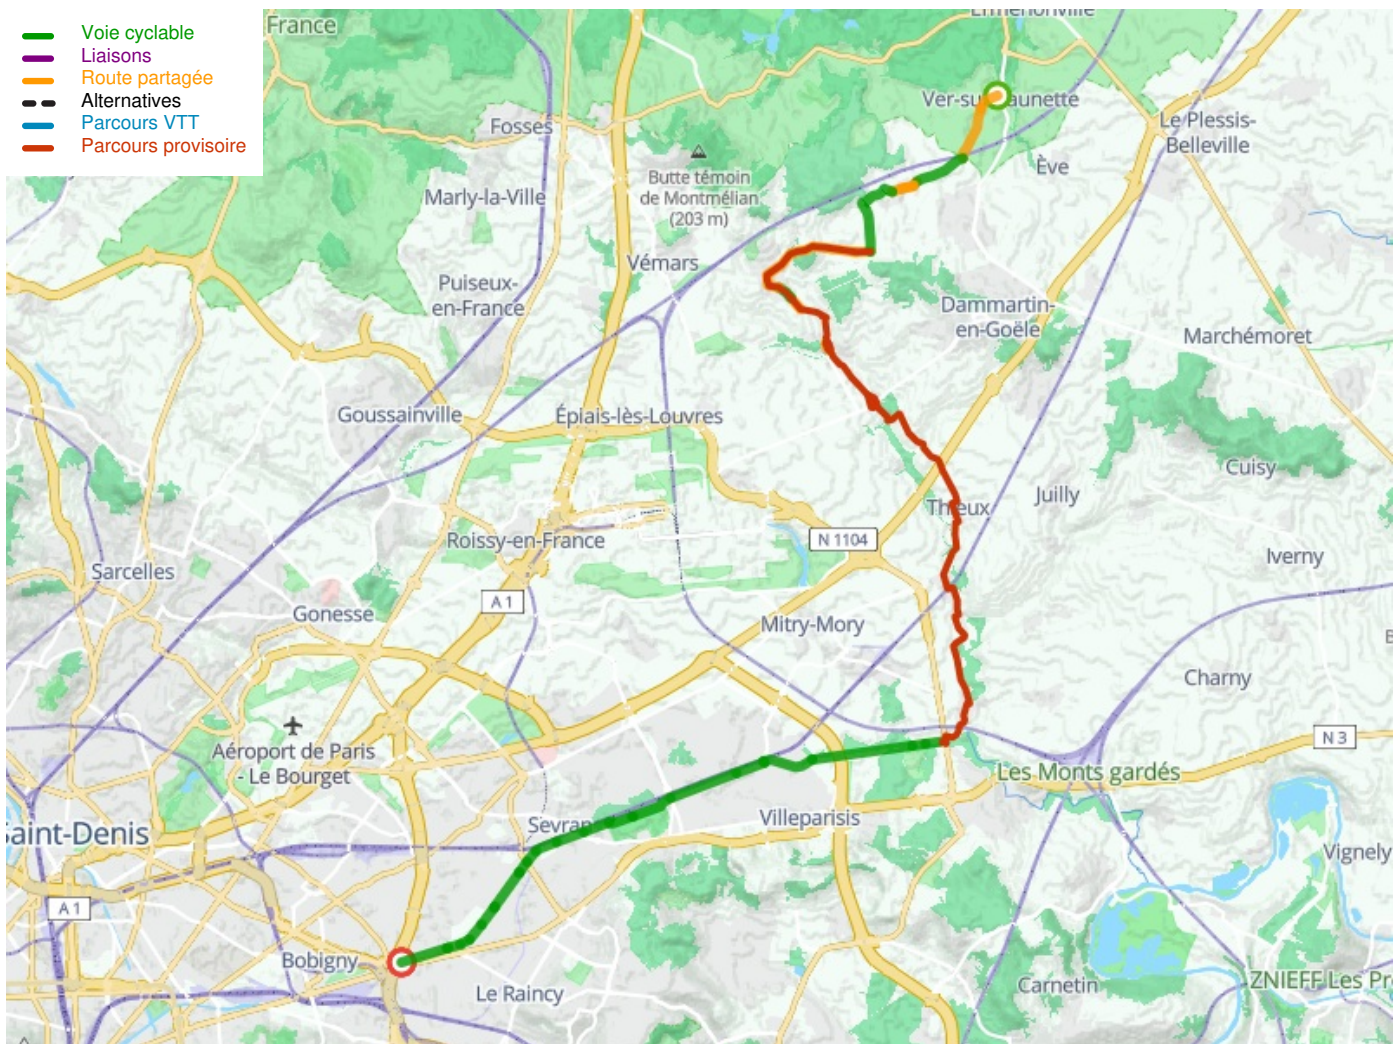 Voie cyclable
Liaisons
Route partagée
Alternatives
Parcours VTT
Parcours provisoire
France
Ermenonville
Ver-su
aunette
Le Plessis-
Belleville
Fosses
Ève
Butte témoin
de Montmélian
(203 m)
Marly-la-Ville
Vémars
Puiseux-
en-France
Dammartin-
en-Goële
Marchémoret
Goussainville
Épiais-lès-Louvres
Cuisy
Juilly
Thieux
Roissy-en-France
N 1104
Iverny
Sarcelles
A 1
Gonesse
Mitry-Mory
Charny
N 3
Aéroport de Paris
- Le Bourget
Les Monts gardés
Villeparisis
Sevran
Saint-Denis
Vignely
A 1
Bobigny
Le Raincy
Carnetin
ZNIEFF Les Pr